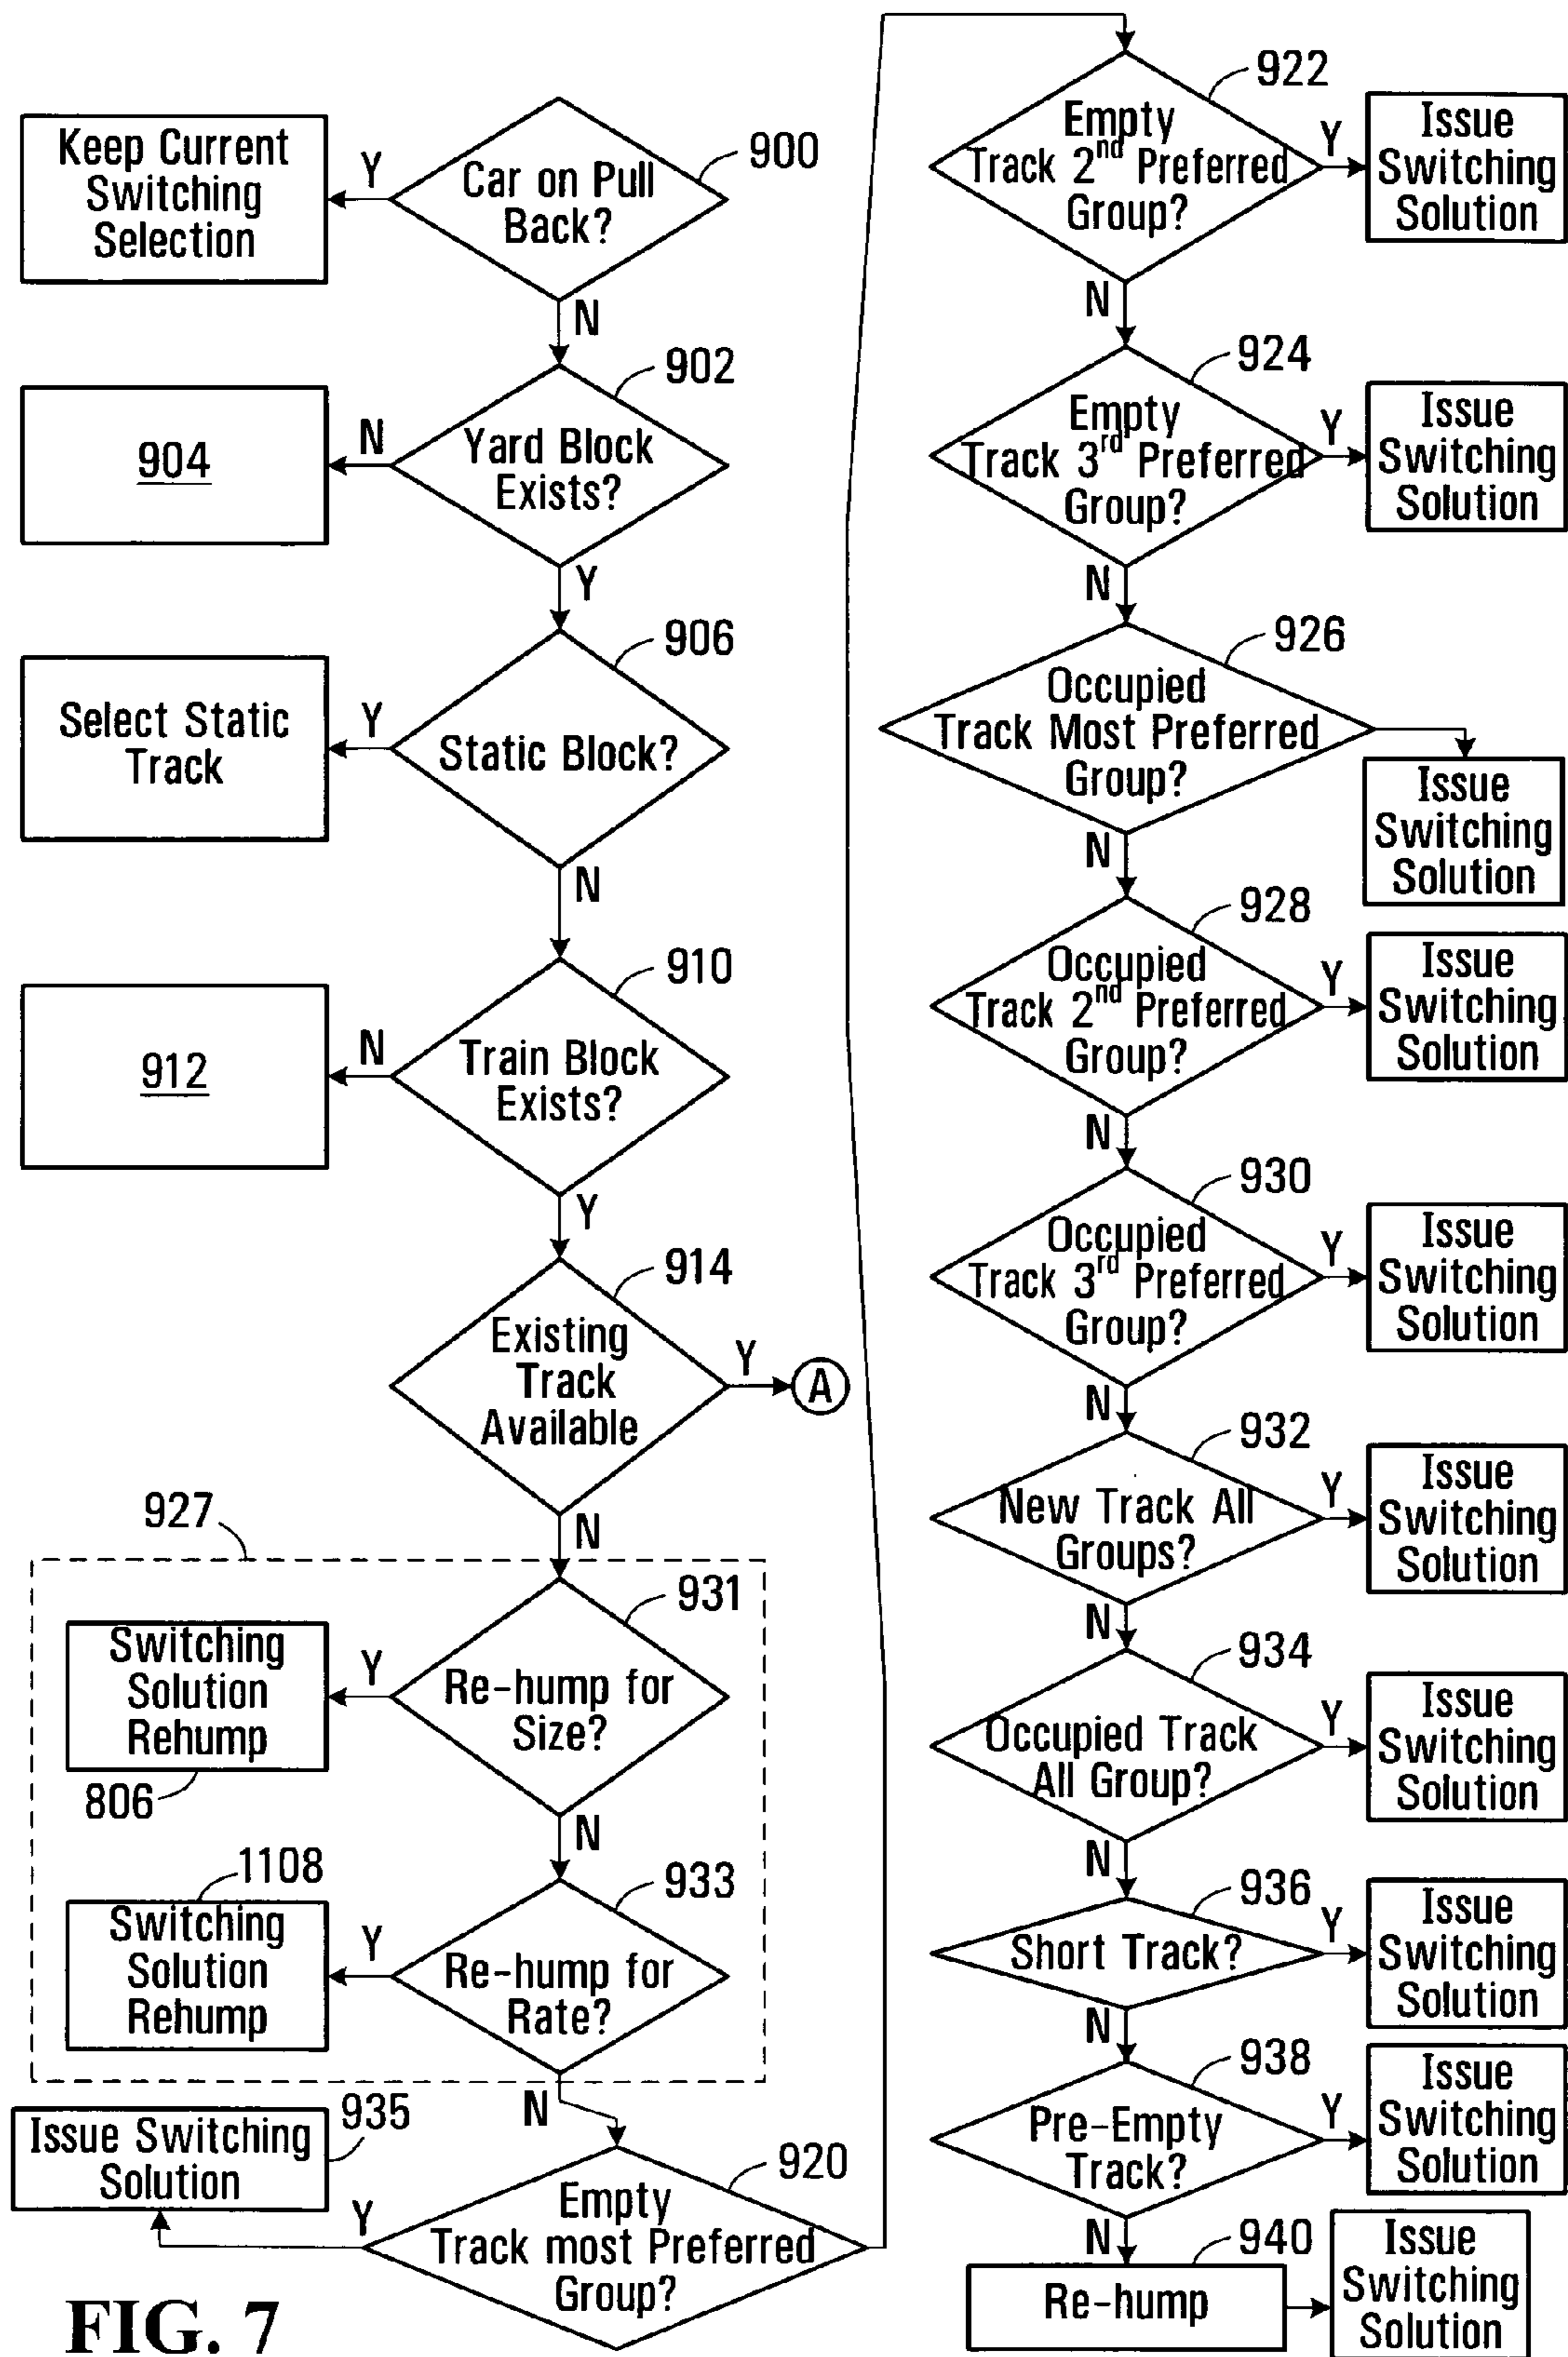 Keep Current
Switching
Selection
Y
Car on Pull
Back?
900
N
902
904
N
Yard Block
Exists?
Y
906
Select Static
Track
Y
Static Block?
N
910
912
N
Train Block
Exists?
Y
914
Existing
Track
Available
Y
A
927
N
931
Switching
Solution
Rehump
Y
Re-hump for
Size?
806
N
1108
933
Switching
Solution
Rehump
Y
Re-hump for
Rate?
N
935
Issue Switching
Solution
Y
920
Empty
Track most Preferred
Group?
922
Empty
Track 2nd Preferred
Group?
Y
Issue
Switching
Solution
N
924
Empty
Track 3rd Preferred
Group?
Y
Issue
Switching
Solution
N
926
Occupied
Track Most Preferred
Group?
Issue
Switching
Solution
N
928
Occupied
Track 2nd Preferred
Group?
Y
Issue
Switching
Solution
N
930
Occupied
Track 3rd Preferred
Group?
Y
Issue
Switching
Solution
N
932
New Track All
Groups?
Y
Issue
Switching
Solution
N
934
Occupied Track
All Group?
Y
Issue
Switching
Solution
N
936
Short Track?
Y
Issue
Switching
Solution
N
938
Pre-Empty
Track?
Y
Issue
Switching
Solution
N
940
Re-hump
Issue
Switching
Solution
FIG. 7